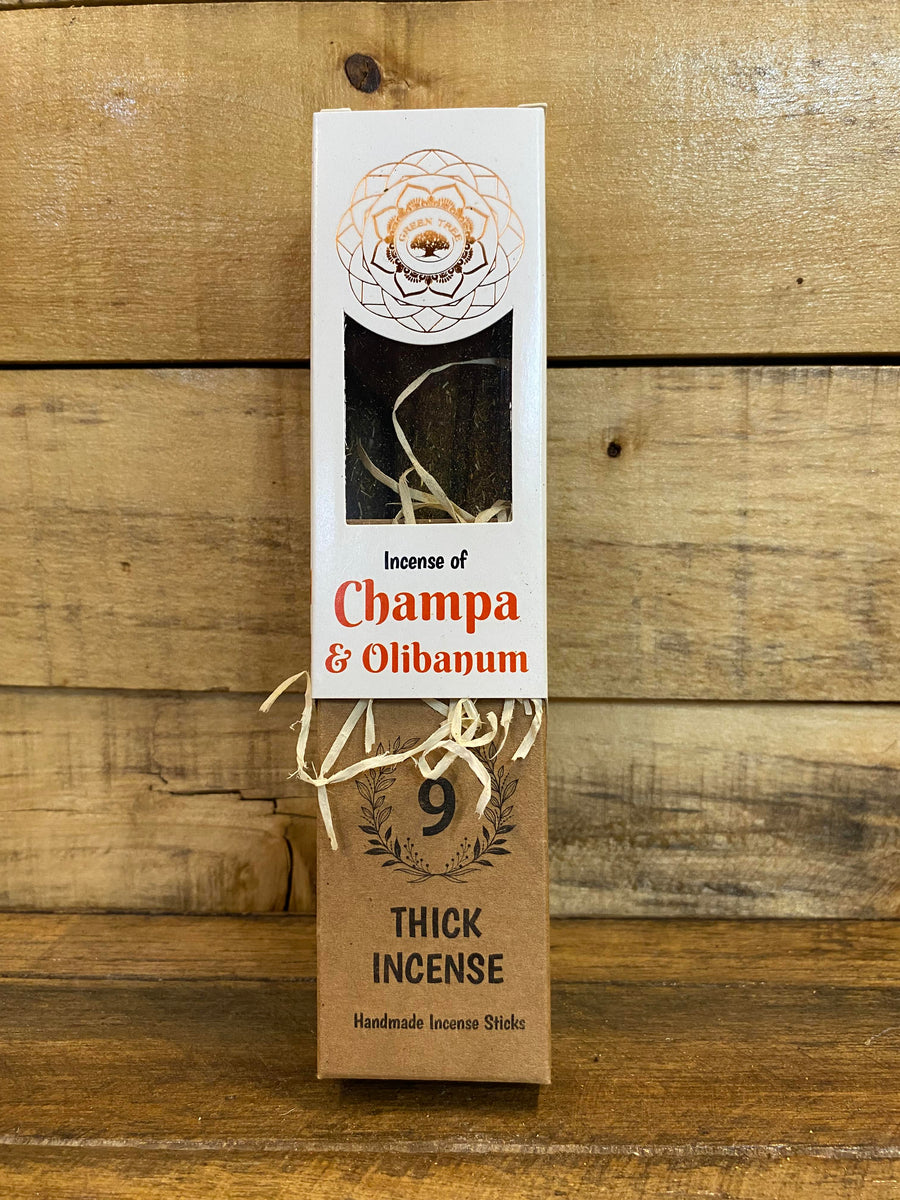 GREEN TREE
Incense of
Champa
& Olibanum
9
THICK
INCENSE
Handmade Incense Sticks